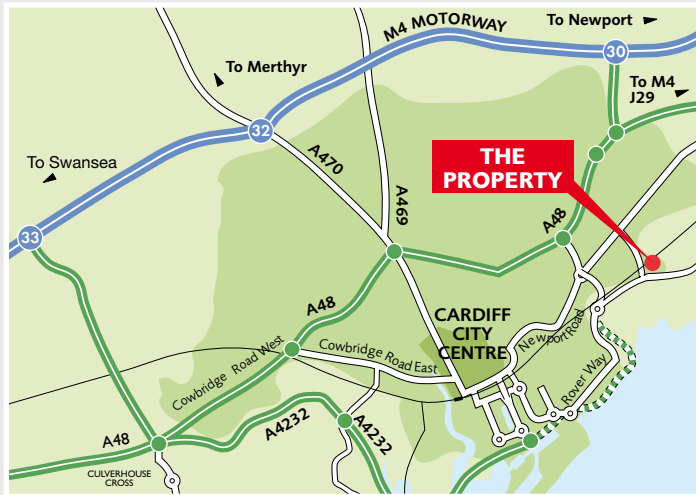 To Newport
M4 MOTORWAY
30
To Merthyr
To M4
J29
32
A470
To Swansea
THE
PROPERTY
A469
33
A48
A48
CARDIFF
CITY
CENTRE
Newport Road
Cowbridge Road West
Cowbridge Road East
Rover Way
A48
A4232
A4232
CULVERHOUSE
CROSS